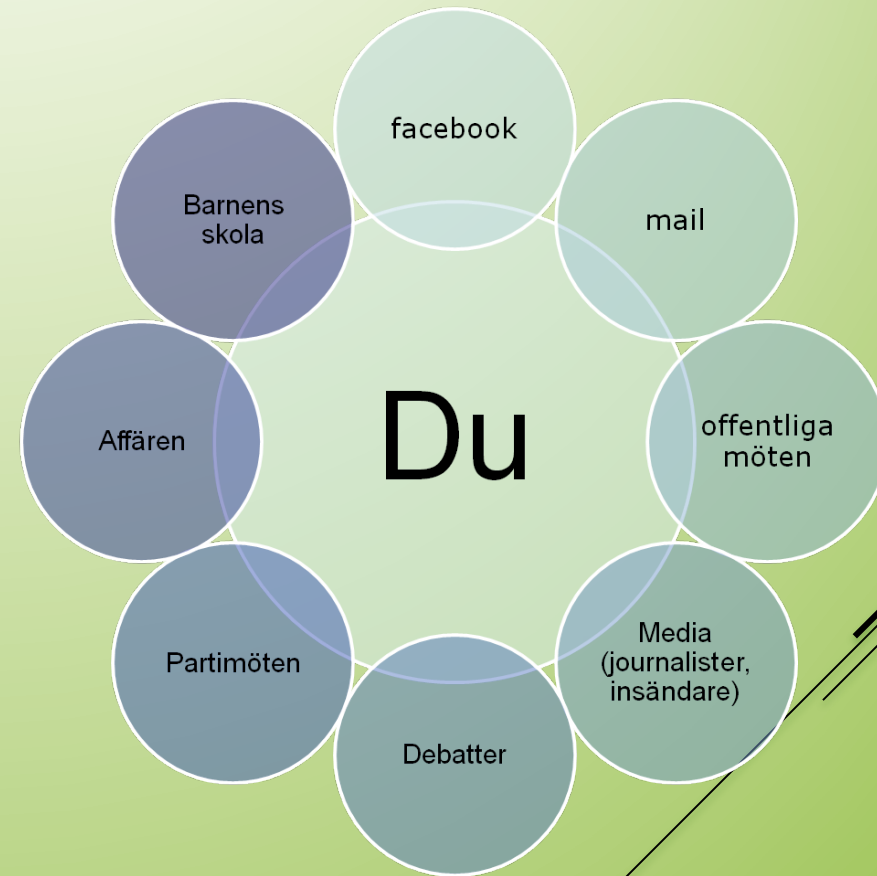 facebook
mail
offentliga
möten
Media
(journalister,
insändare)
Debatter
Partimöten
Affären
Barnens
skola
Du